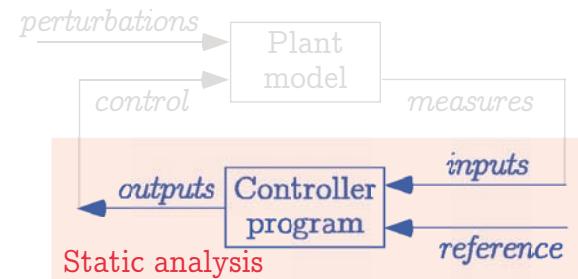 perturbations
Plant
model
control
measures
inputs
outputs
Controller
program
reference
Static analysis